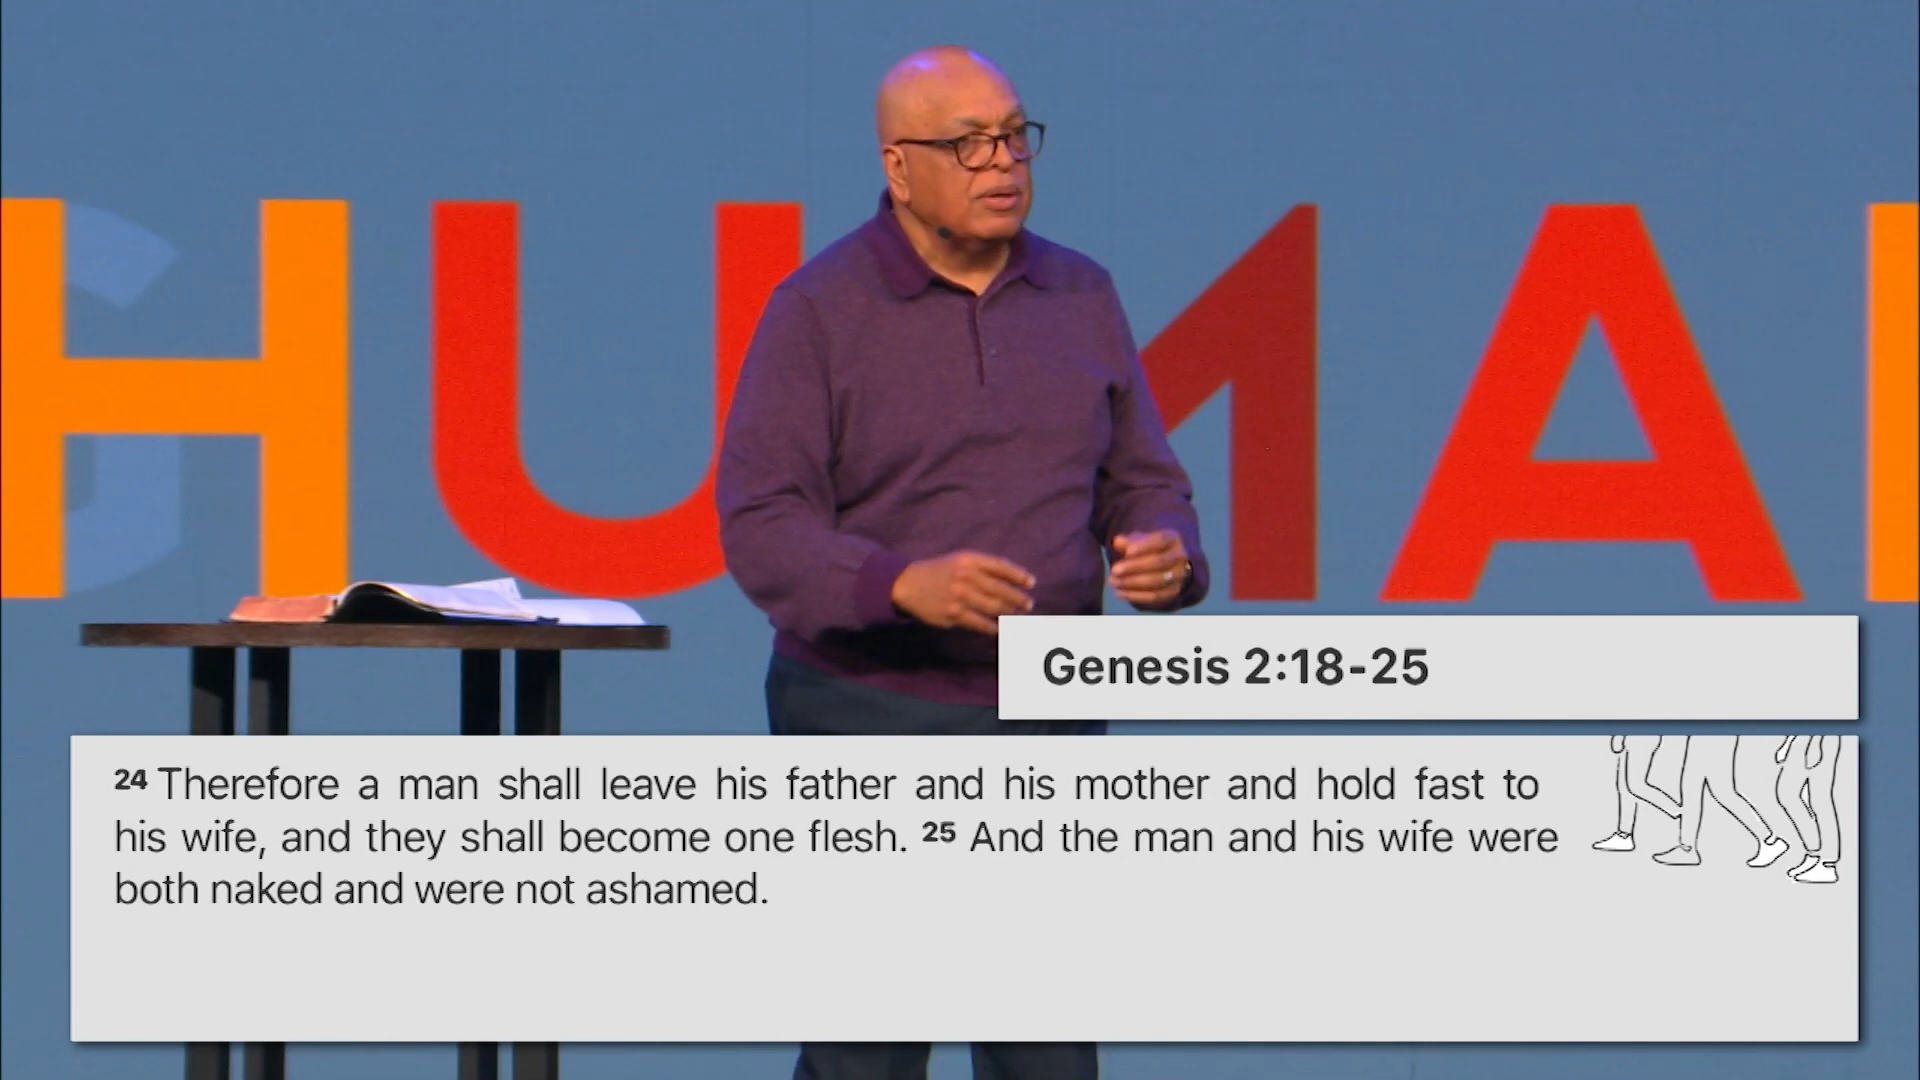 HUMAN
Genesis 2:18-25
24 Therefore a man shall leave his father and his mother and hold fast to
his wife, and they shall become one flesh. 25 And the man and his wife were
both naked and were not ashamed.